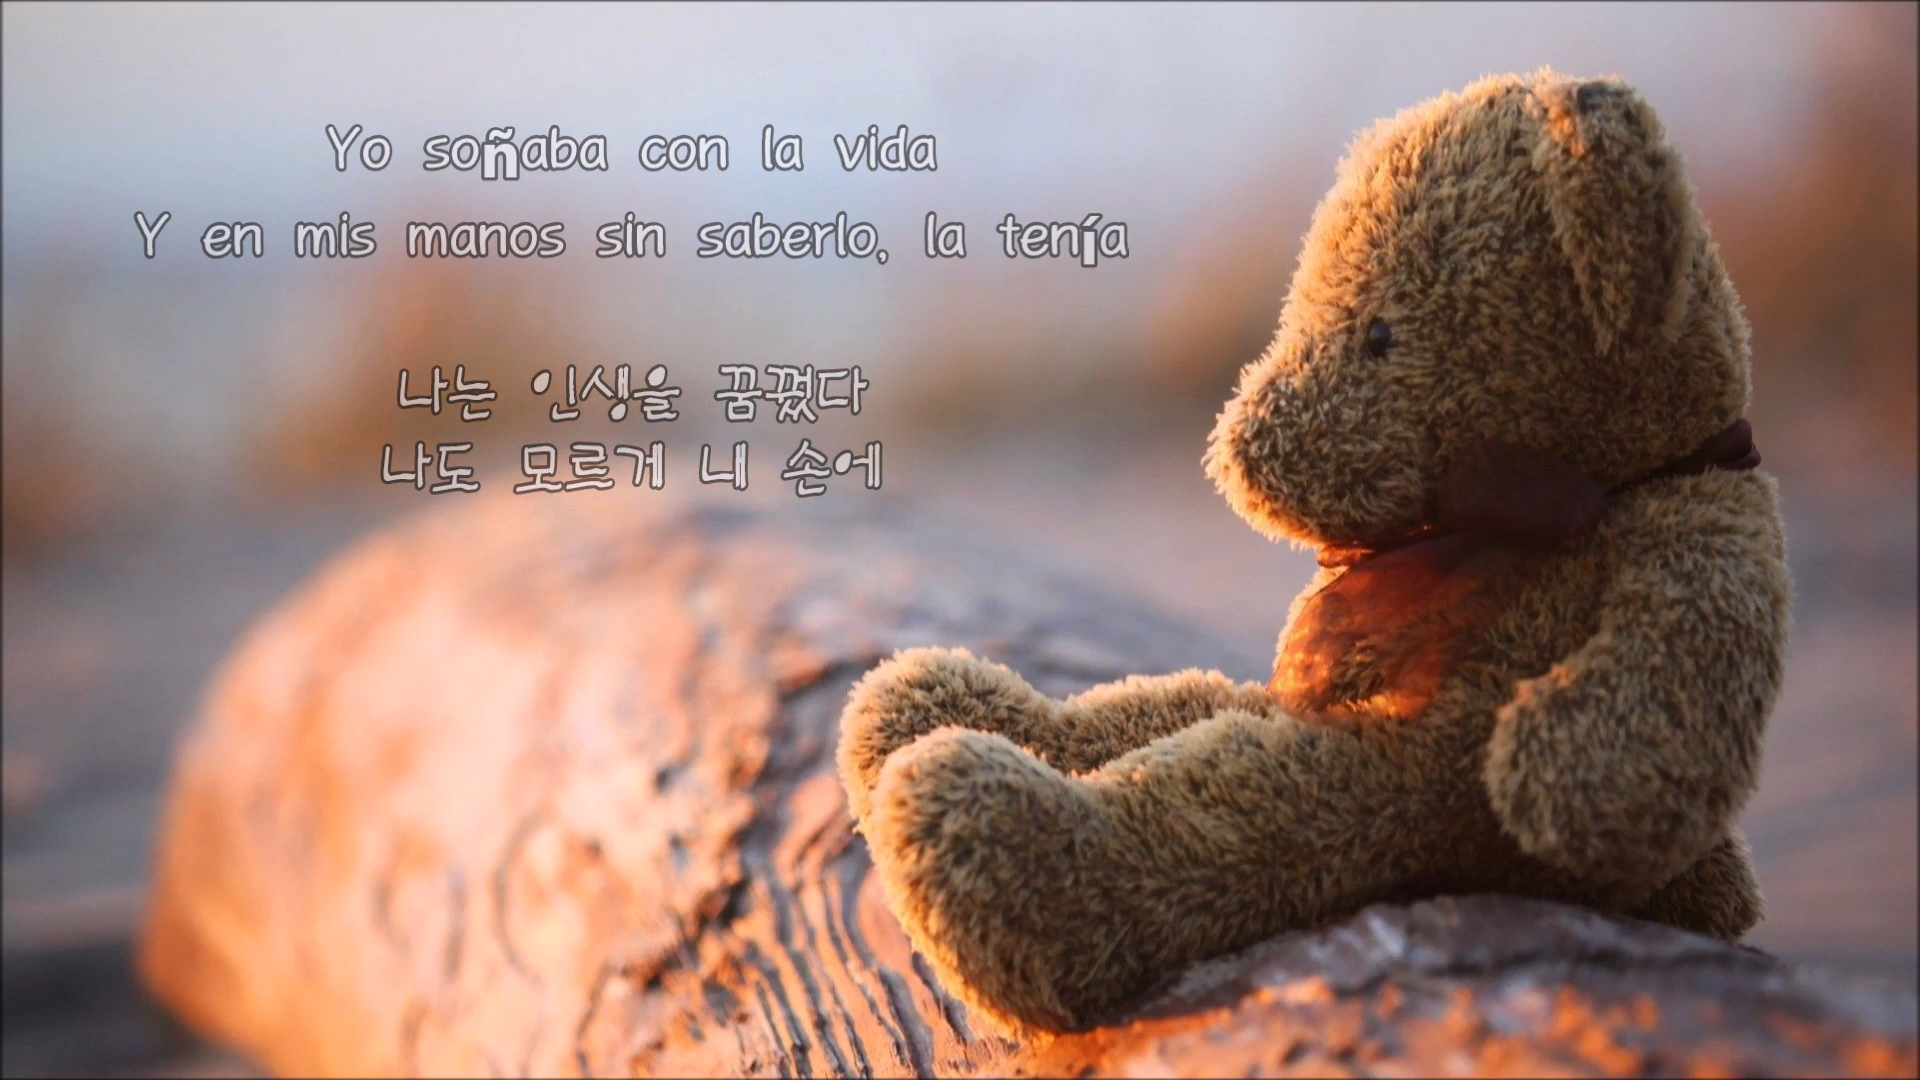 Yo soñaba con la vida
Y en mis manos sin saberlo, la tenía
나는 인생을 꿈꿨다
나도 모르게 내 손에